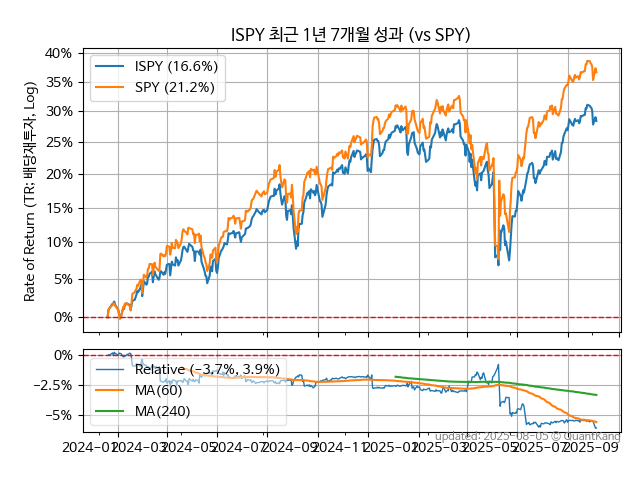 ISPY 최근 1년 7개월 성과 (vs SPY)
40%
35%
30%
25%
20%
15%
10%
5%
0%
Rate of Return (TR: 배당재투자, Log)
ISPY (16.6%)
SPY (21.2%)
0%
−2.5%
−5%
Relative (−3.7%, 3.9%)
MA(60)
MA(240)
updated: 2025-08-05 © QuantKang
2024-01 2024-03 2024-05 2024-07 2024-09 2024-11 2025-01 2025-03 2025-05 2025-07 2025-09